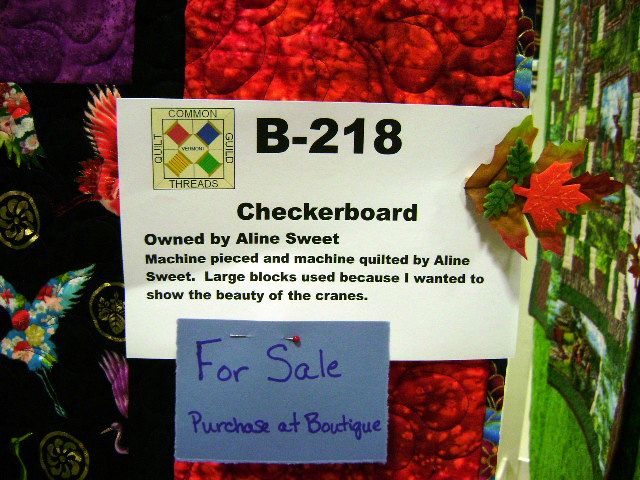 COMMON
QUILT
GUILD
VERMONT
THREADS
B-218
Checkerboard
Owned by Aline Sweet
Machine pieced and machine quilted by Aline
Sweet. Large blocks used because I wanted to
show the beauty of the cranes.
For Sale
Purchase at Boutique